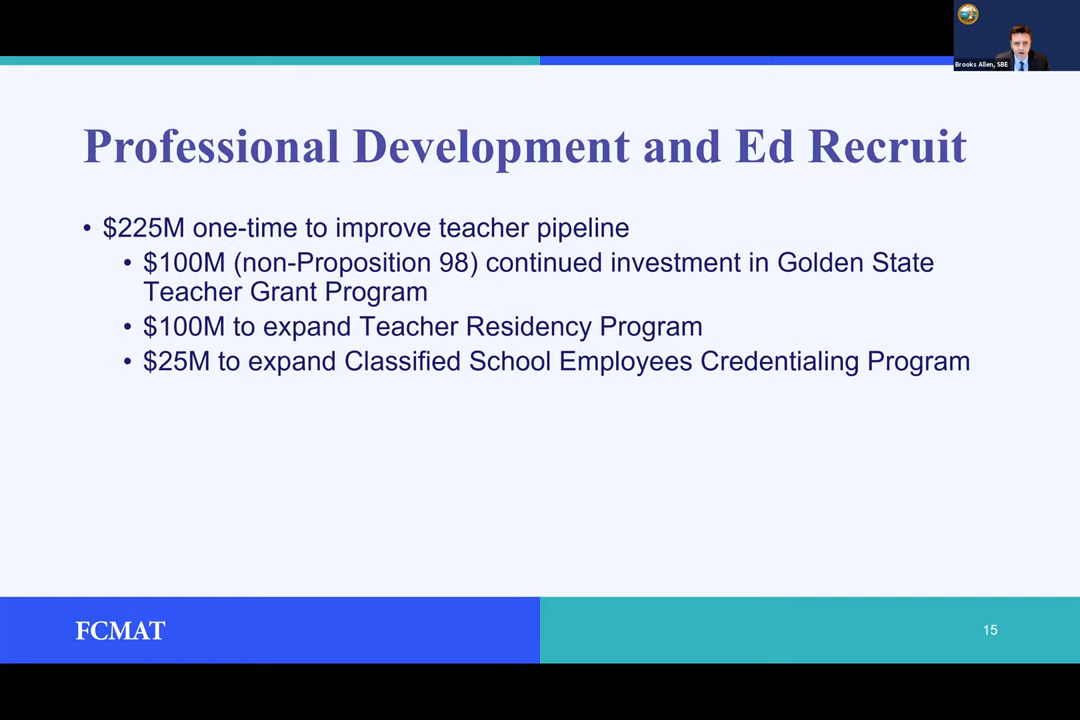 Brooks Allen, SBE
Professional Development and Ed Recruit
• $225M one-time to improve teacher pipeline
• $100M (non-Proposition 98) continued investment in Golden State
Teacher Grant Program
• $100M to expand Teacher Residency Program
• $25M to expand Classified School Employees Credentialing Program
FCMAT
15